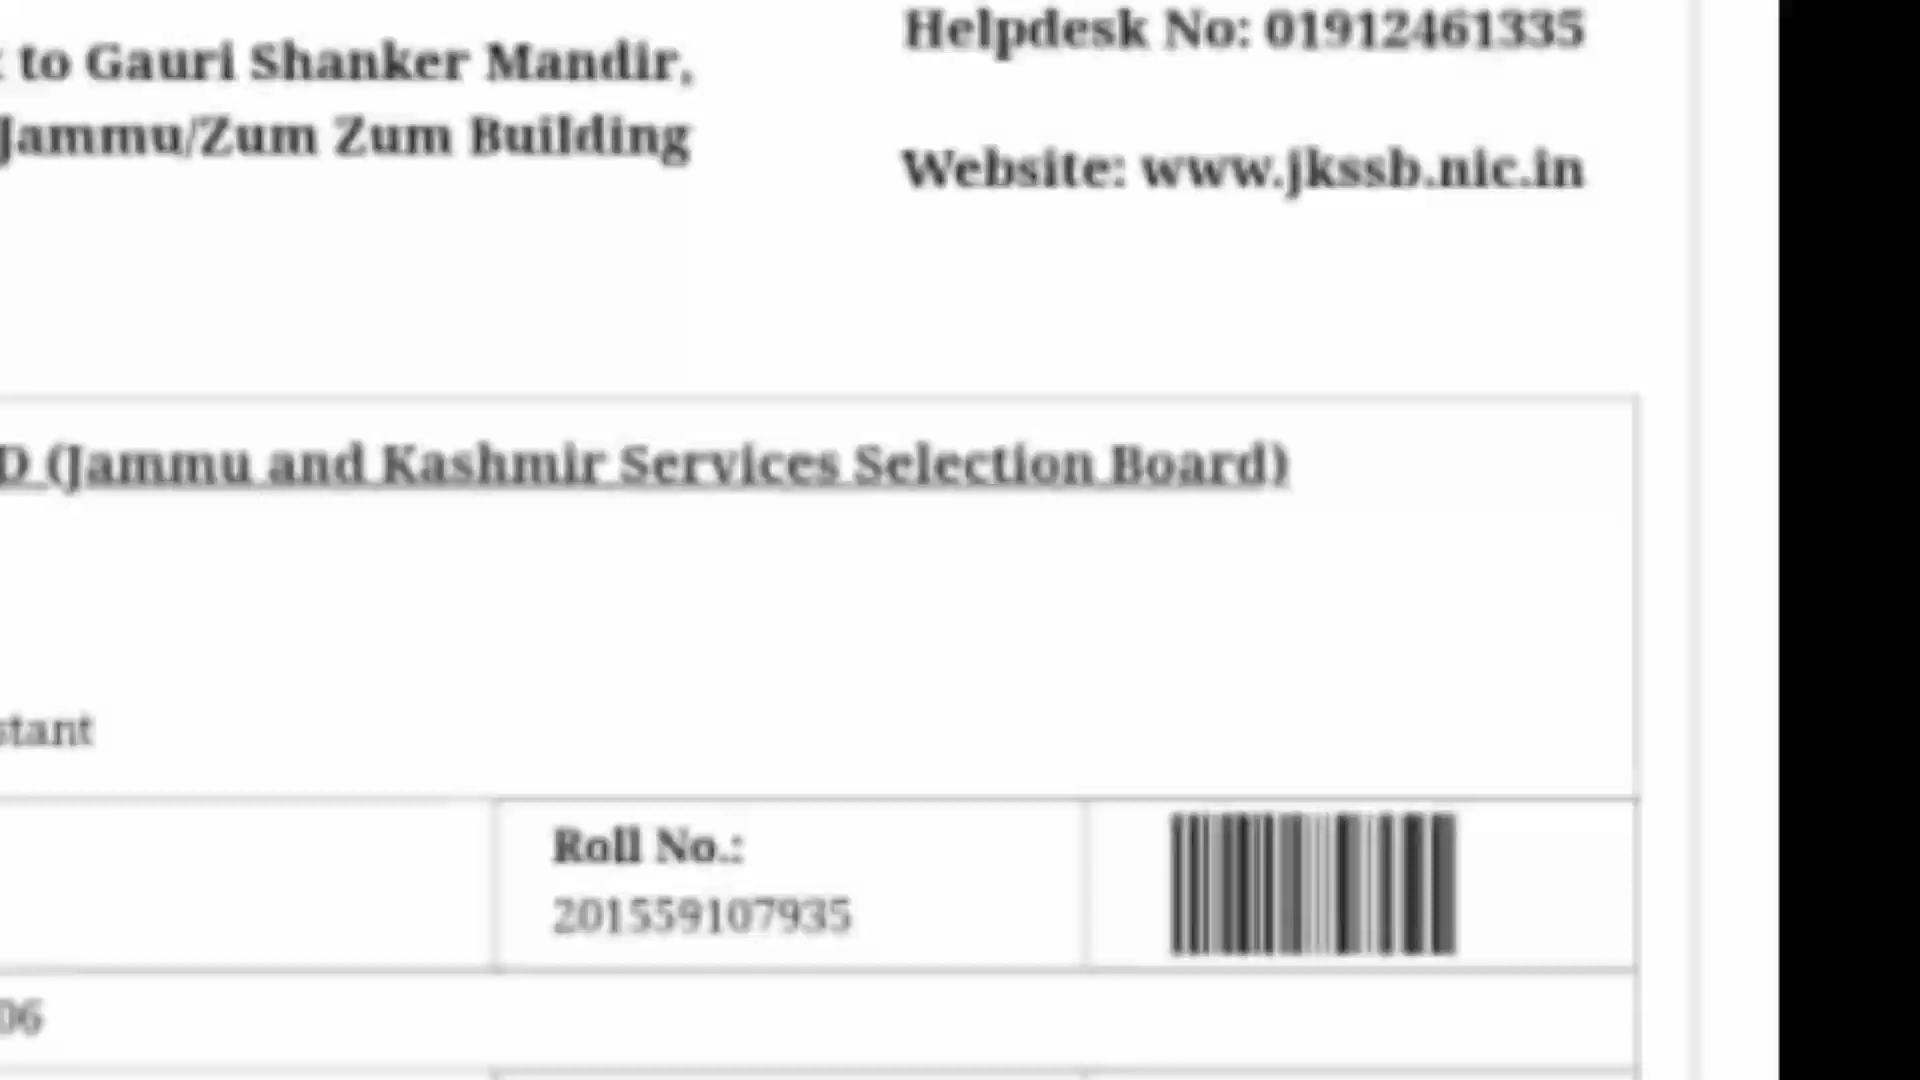 to Gauri Shanker Mandir,
Jammu/Zum Zum Building
Helpdesk No: 01912461335
Website: www.jkssb.nic.in
D (Jammu and Kashmir Services Selection Board)
stant
Roll No.:
201559107935
06